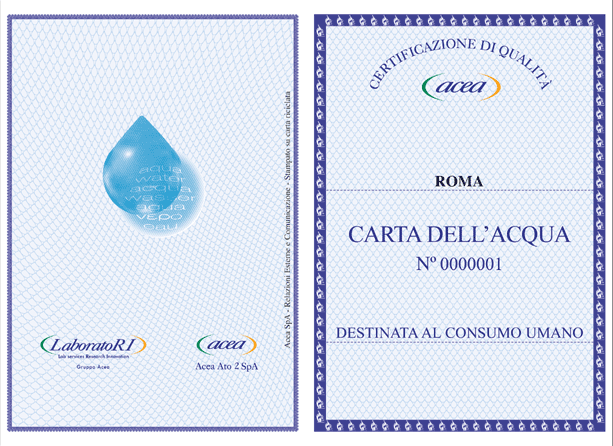 aqua
water
acqua
wasser
agua
vepo
eau
Acea SpA - Relazioni Esterne e Comunicazione - Stampato su carta riciclata
LaboratoRI
Lab services Research Innovation
Gruppo Acea
acea
Acea Ato 2 SpA
CERTIFICAZIONE DI QUALITÀ
acea
ROMA
CARTA DELL'ACQUA
Nº 0000001
DESTINATA AL CONSUMO UMANO